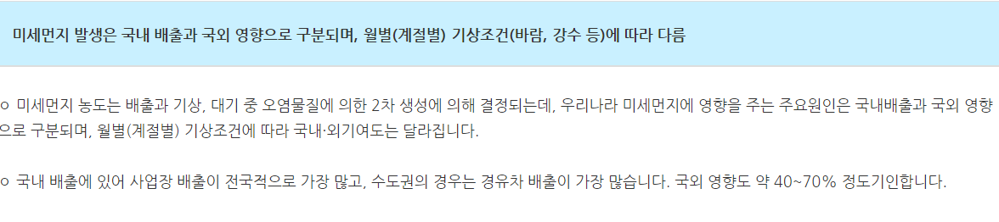 미세먼지 발생은 국내 배출과 국외 영향으로 구분되며, 월별(계절별) 기상조건(바람, 강수 등)에 따라 다름
ㅇ 미세먼지 농도는 배출과 기상, 대기 중 오염물질에 의한 2차 생성에 의해 결정되는데, 우리나라 미세먼지에 영향을 주는 주요원인은 국내배출과 국외 영향
으로 구분되며, 월별(계절별) 기상조건에 따라 국내·외기여도는 달라집니다.
ㅇ 국내 배출에 있어 사업장 배출이 전국적으로 가장 많고, 수도권의 경우는 경유차 배출이 가장 많습니다. 국외 영향도 약 40~70% 정도기인합니다.